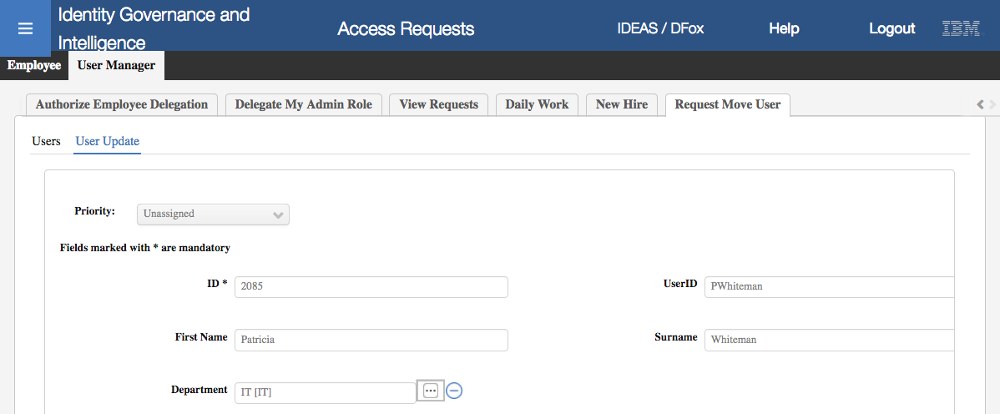 Identity Governance and
Intelligence
Access Requests
IDEAS / DFox
Help
Logout
IBM
Employee
User Manager
Authorize Employee Delegation
Delegate My Admin Role
View Requests
Daily Work
New Hire
Request Move User
Users
User Update
Priority:
Unassigned
Fields marked with * are mandatory
ID *
2085
UserID
PWhiteman
First Name
Patricia
Surname
Whiteman
Department
IT [IT]